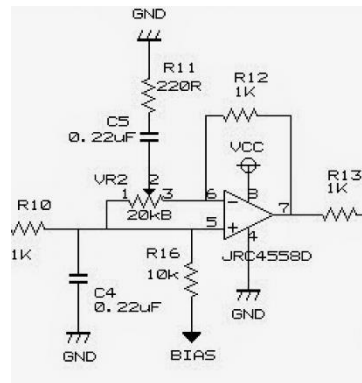 GND
R11
220R
C5
0.22uF
R12
1K
VCC
VR2
1 2 3
20kB
6
8
7
5
4
R10
1K
R13
1K
R16
10k
JRC4558D
C4
0.22uF
GND
GND
BIAS